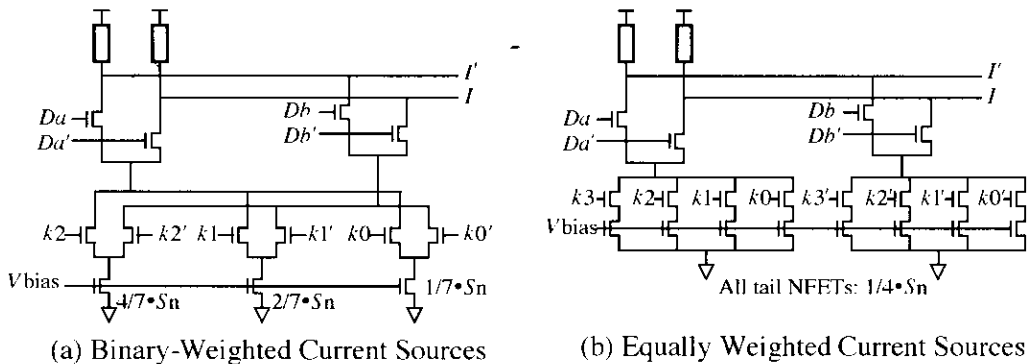 I'
I
Da
Da'
Db
Db'
k2 k2' k1 k1' k0 k0'
Vbias
4/7•Sn 2/7•Sn 1/7•Sn
(a) Binary-Weighted Current Sources
I'
I
Da
Da'
Db
Db'
k3 k2 k1 k0 k3' k2' k1' k0'
Vbias
All tail NFETs: 1/4•Sn
(b) Equally Weighted Current Sources